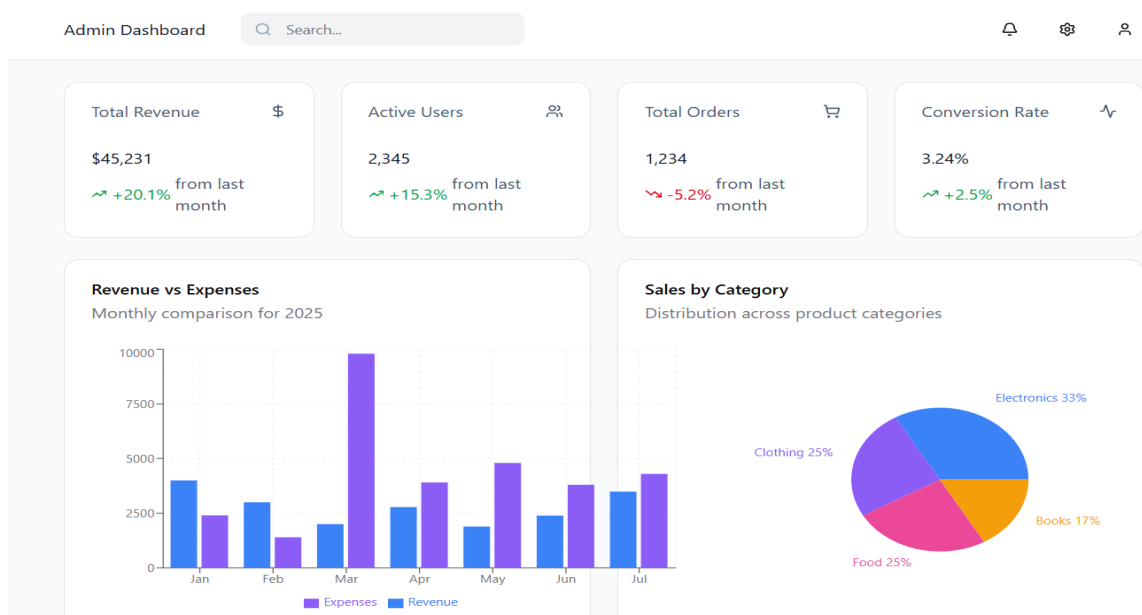 Admin Dashboard
Search...
Total Revenue
$45,231
+20.1% from last
month
Active Users
2,345
+15.3% from last
month
Total Orders
1,234
-5.2% from last
month
Conversion Rate
3.24%
+2.5% from last
month
Revenue vs Expenses
Monthly comparison for 2025
10000
7500
5000
2500
0
Jan Feb Mar Apr May Jun Jul
Expenses Revenue
Sales by Category
Distribution across product categories
Electronics 33%
Clothing 25%
Books 17%
Food 25%